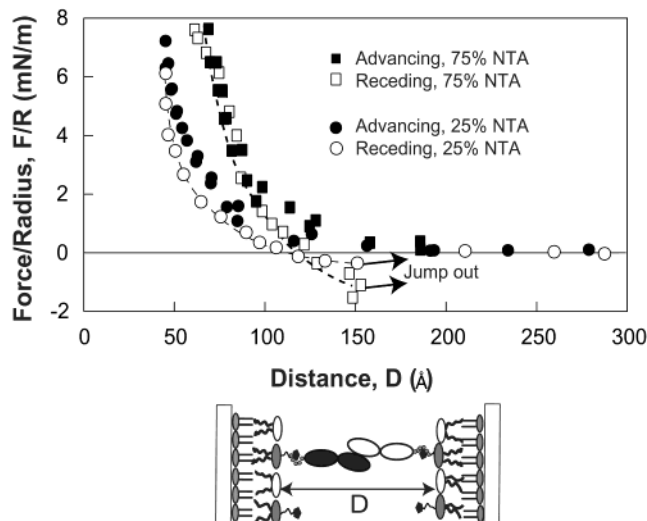 8
6
4
2
0
-2
Force/Radius, F/R (mN/m)
Advancing, 75% NTA
Receding, 75% NTA
Advancing, 25% NTA
Receding, 25% NTA
Jump out
0 50 100 150 200 250 300
Distance, D (Å)
D